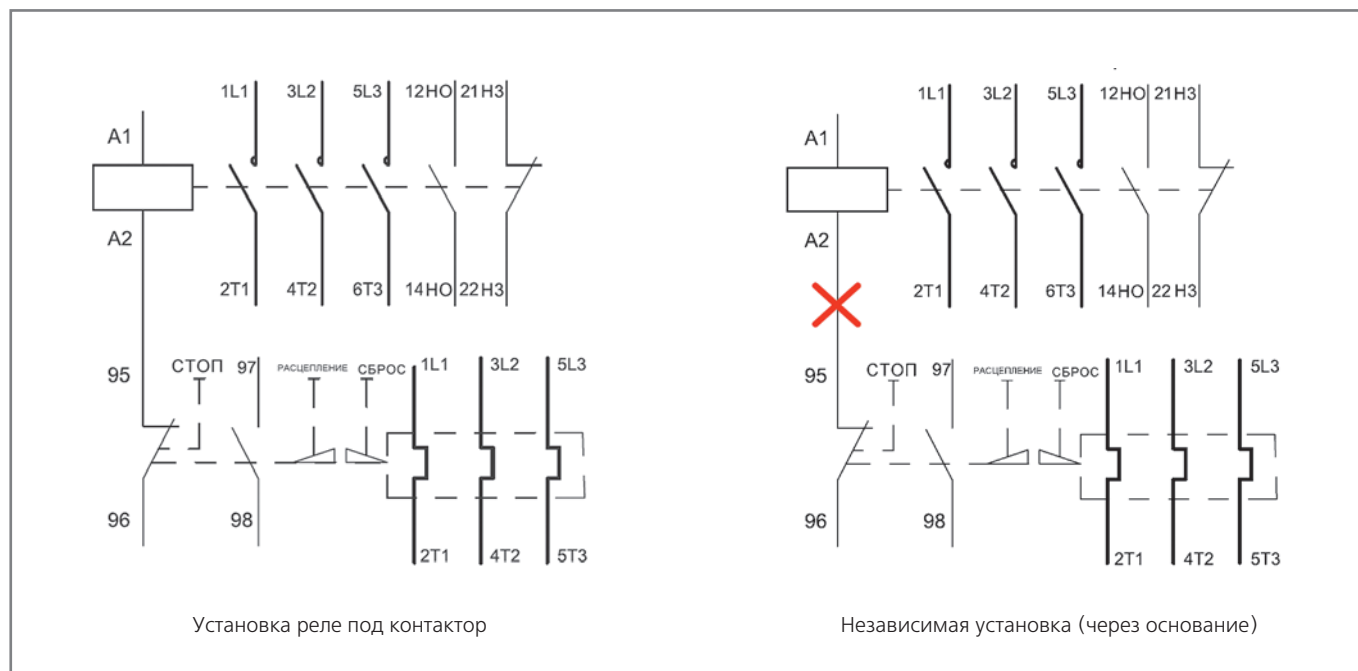 1L1 3L2 5L3 12НО 21НЗ
A1
A2
2T1 4T2 6T3 14НО 22НЗ
95 СТОП 97 РАСЦЕПЛЕНИЕ СБРОС 1L1 3L2 5L3
96 98
2T1 4T2 5T3
Установка реле под контактор
1L1 3L2 5L3 12НО 21НЗ
A1
A2
2T1 4T2 6T3 14НО 22НЗ
95 СТОП 97 РАСЦЕПЛЕНИЕ СБРОС 1L1 3L2 5L3
96 98
2T1 4T2 5T3
Независимая установка (через основание)